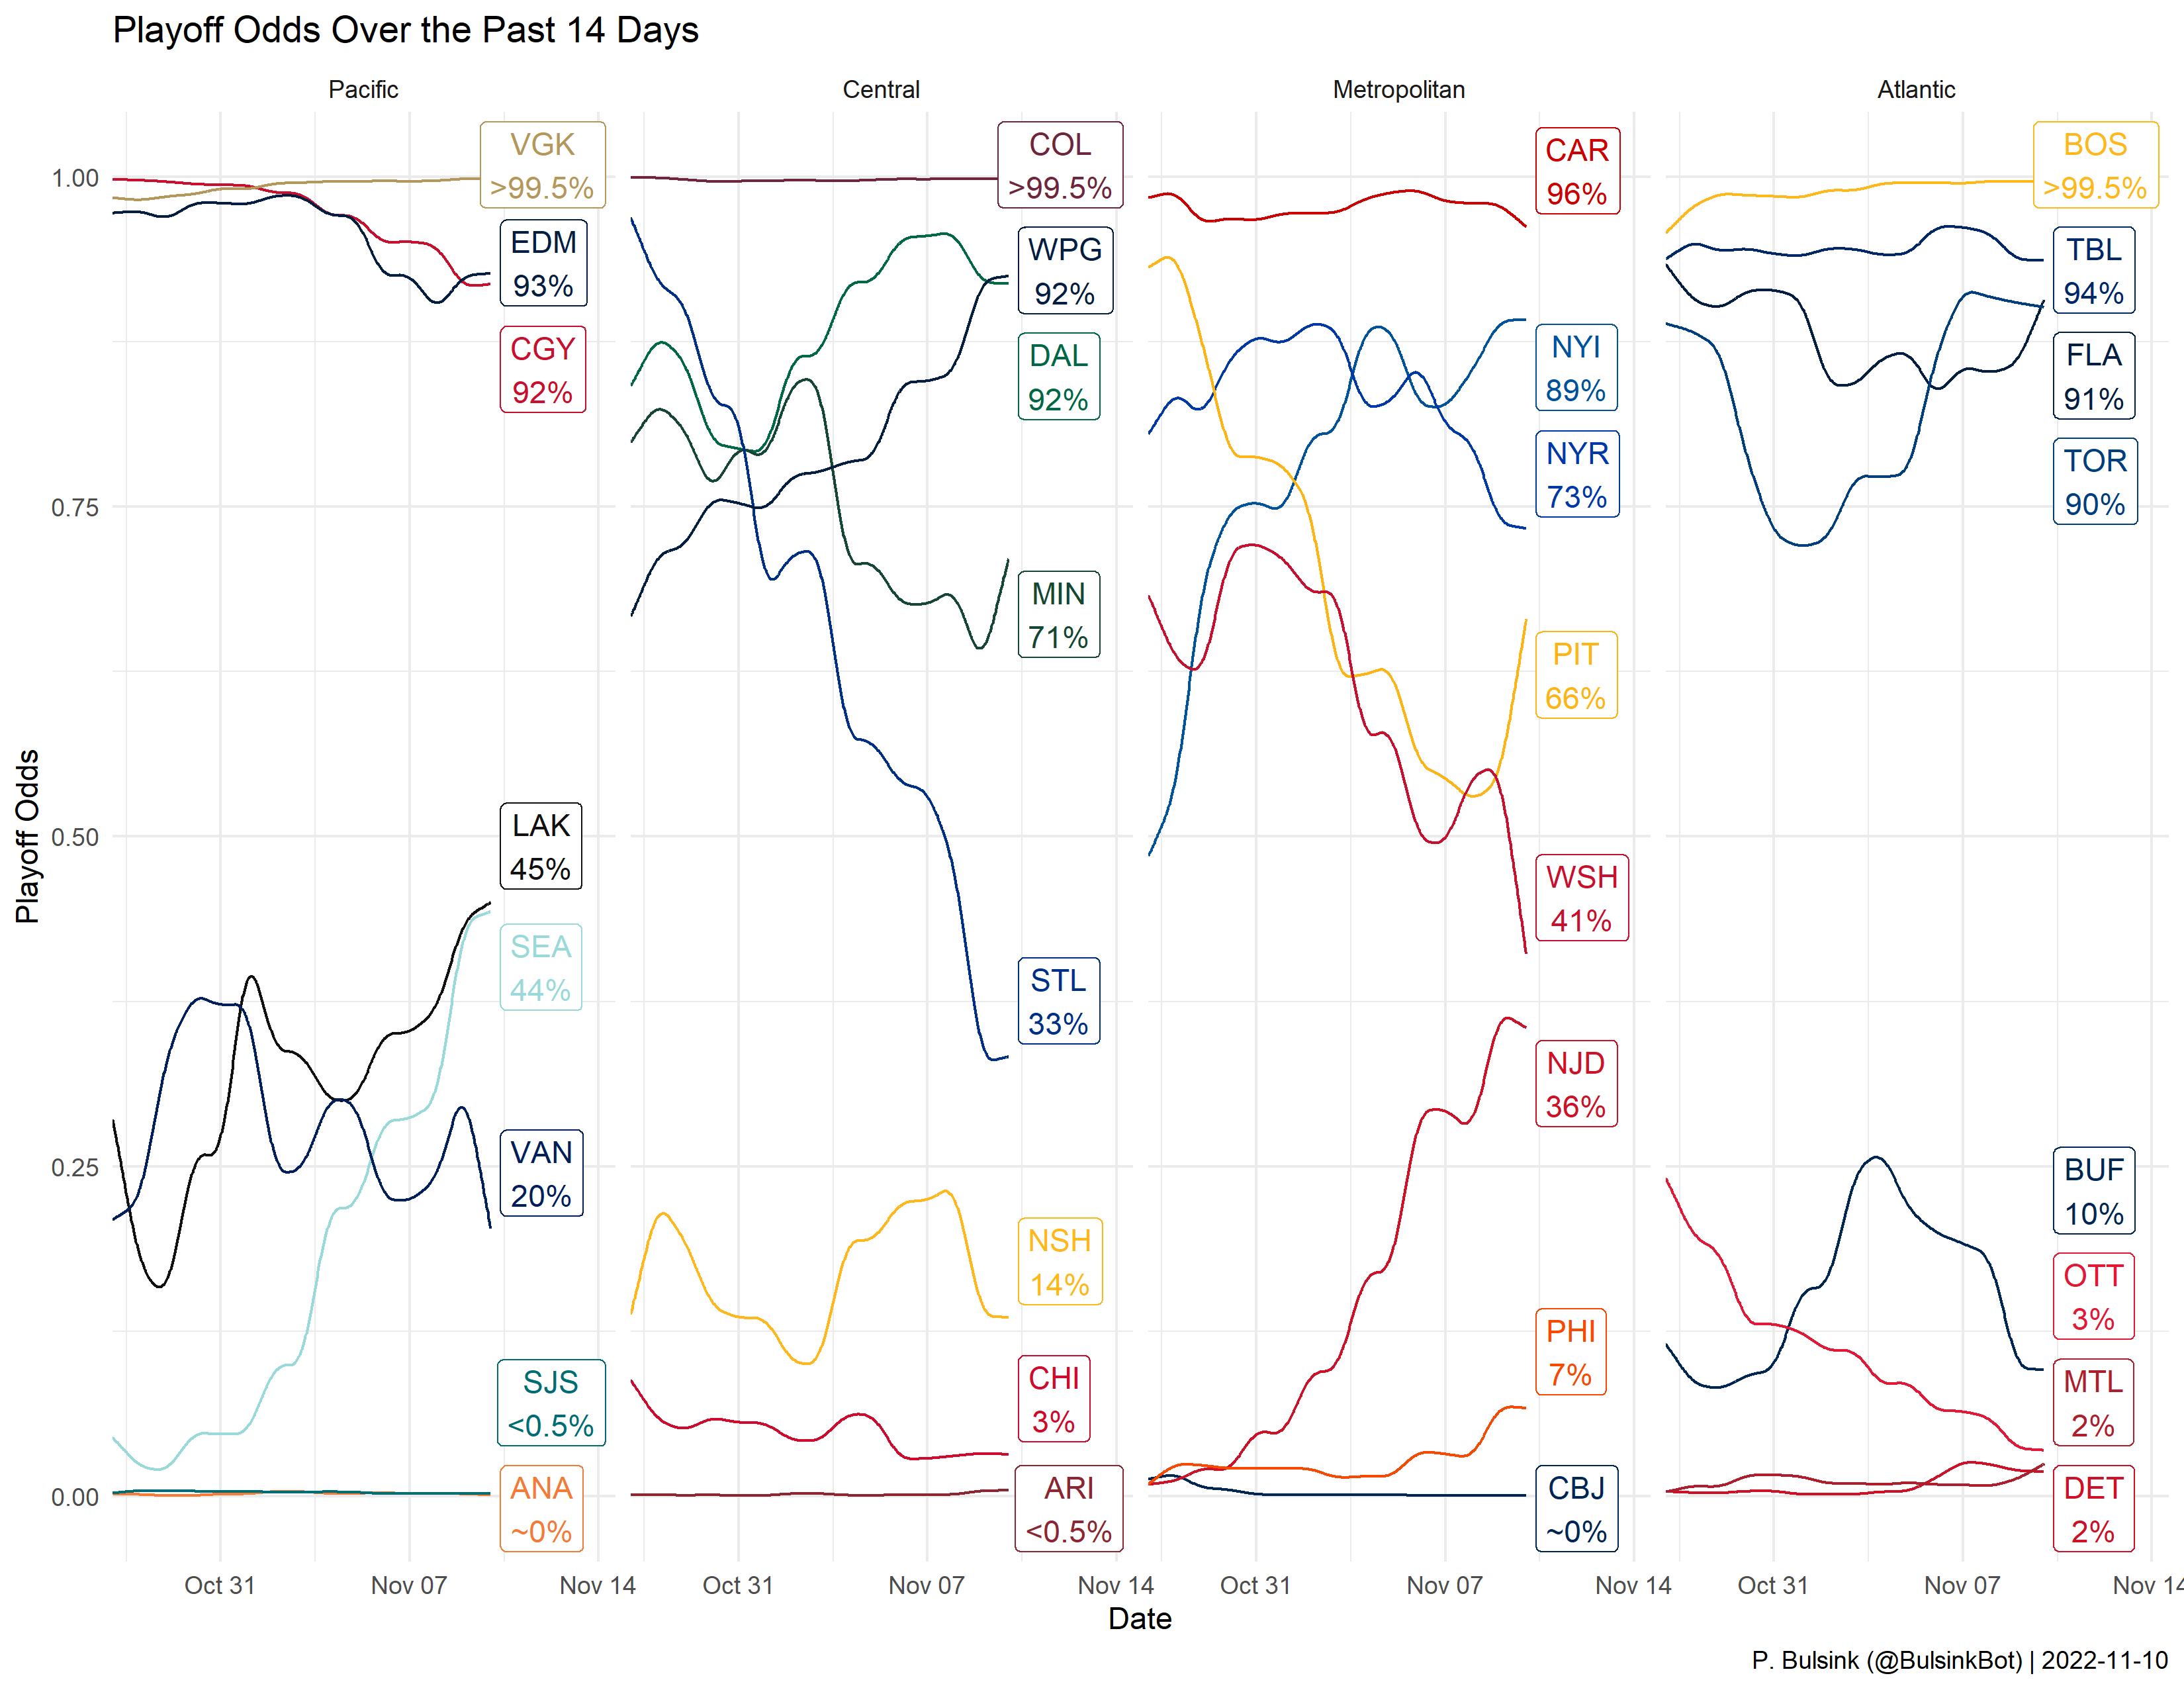 Playoff Odds Over the Past 14 Days
Pacific
Central
Metropolitan
Atlantic
Playoff Odds
1.00
0.75
0.50
0.25
0.00
VGK
>99.5%
EDM
93%
CGY
92%
LAK
45%
SEA
44%
VAN
20%
SJS
<0.5%
ANA
~0%
COL
>99.5%
WPG
92%
DAL
92%
MIN
71%
STL
33%
NSH
14%
CHI
3%
ARI
<0.5%
CAR
96%
NYI
89%
NYR
73%
PIT
66%
WSH
41%
NJD
36%
PHI
7%
CBJ
~0%
BOS
>99.5%
TBL
94%
FLA
91%
TOR
90%
BUF
10%
OTT
3%
MTL
2%
DET
2%
Oct 31
Nov 07
Nov 14
Oct 31
Nov 07
Nov 14
Oct 31
Nov 07
Nov 14
Oct 31
Nov 07
Nov 14
Date
P. Bulsink (@BulsinkBot) | 2022-11-10